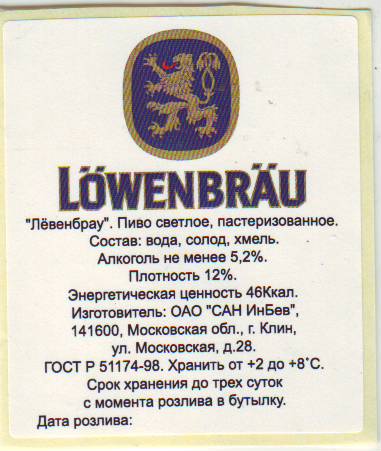 LÖWENBRÄU
"Лёвенбрау". Пиво светлое, пастеризованное.
Состав: вода, солод, хмель.
Алкоголь не менее 5,2%.
Плотность 12%.
Энергетическая ценность 46Ккал.
Изготовитель: ОАО "САН ИнБев",
141600, Московская обл., г. Клин,
ул. Московская, д.28.
ГОСТ Р 51174-98. Хранить от +2 до +8˚С.
Срок хранения до трех суток
с момента розлива в бутылку.
Дата розлива: